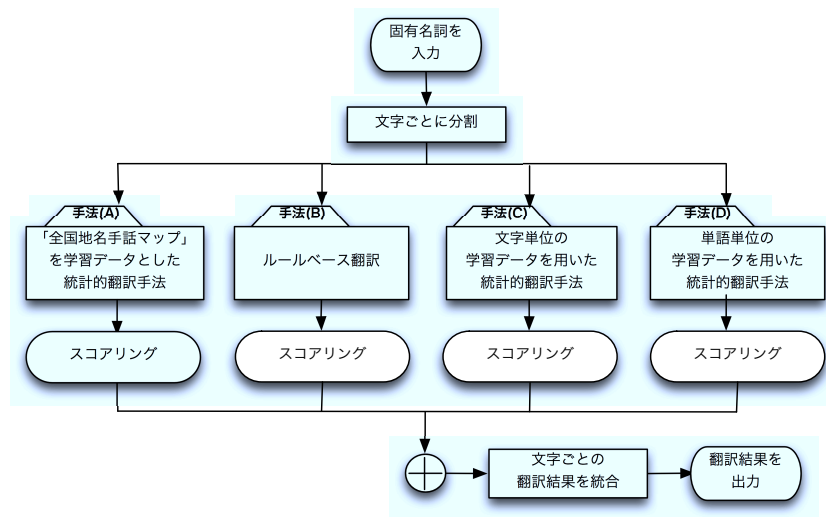 固有名詞を
入力
文字ごとに分割
手法(A)
「全国地名手話マップ」
を学習データとした
統計的翻訳手法
スコアリング
手法(B)
ルールベース翻訳
スコアリング
手法(C)
文字単位の
学習データを用いた
統計的翻訳手法
スコアリング
手法(D)
単語単位の
学習データを用いた
統計的翻訳手法
スコアリング
文字ごとの
翻訳結果を統合
翻訳結果を
出力